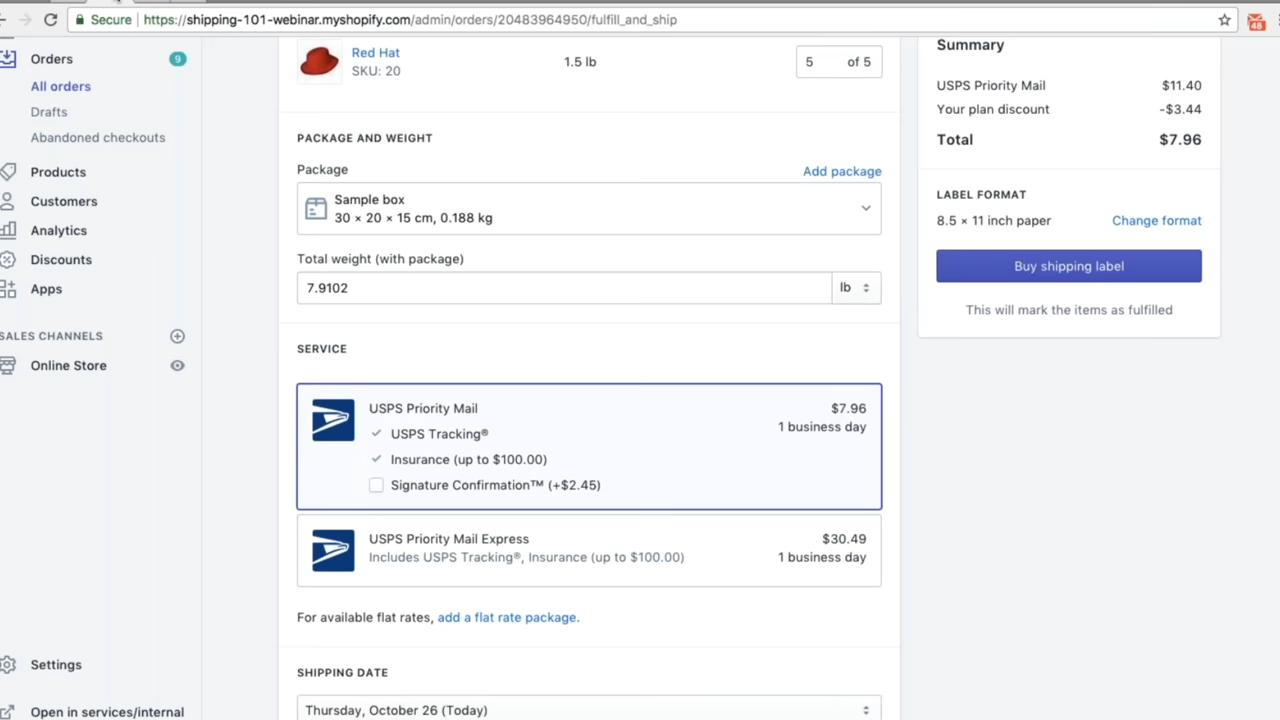 Secure | https://shipping-101-webinar.myshopify.com/admin/orders/20483964950/fulfill_and_ship
48
Orders 9
All orders
Drafts
Abandoned checkouts
Products
Customers
Analytics
Discounts
Apps
SALES CHANNELS
Online Store
Settings
Open in services/internal
Red Hat
SKU: 20
1.5 lb
5 of 5
PACKAGE AND WEIGHT
Package Add package
Sample box
30 × 20 × 15 cm, 0.188 kg
Total weight (with package)
7.9102 lb
SERVICE
USPS Priority Mail $7.96
USPS Tracking® 1 business day
Insurance (up to $100.00)
Signature Confirmation™ (+$2.45)
USPS Priority Mail Express $30.49
Includes USPS Tracking®, Insurance (up to $100.00) 1 business day
For available flat rates, add a flat rate package.
SHIPPING DATE
Thursday, October 26 (Today)
Summary
USPS Priority Mail $11.40
Your plan discount -$3.44
Total $7.96
LABEL FORMAT
8.5 × 11 inch paper Change format
Buy shipping label
This will mark the items as fulfilled